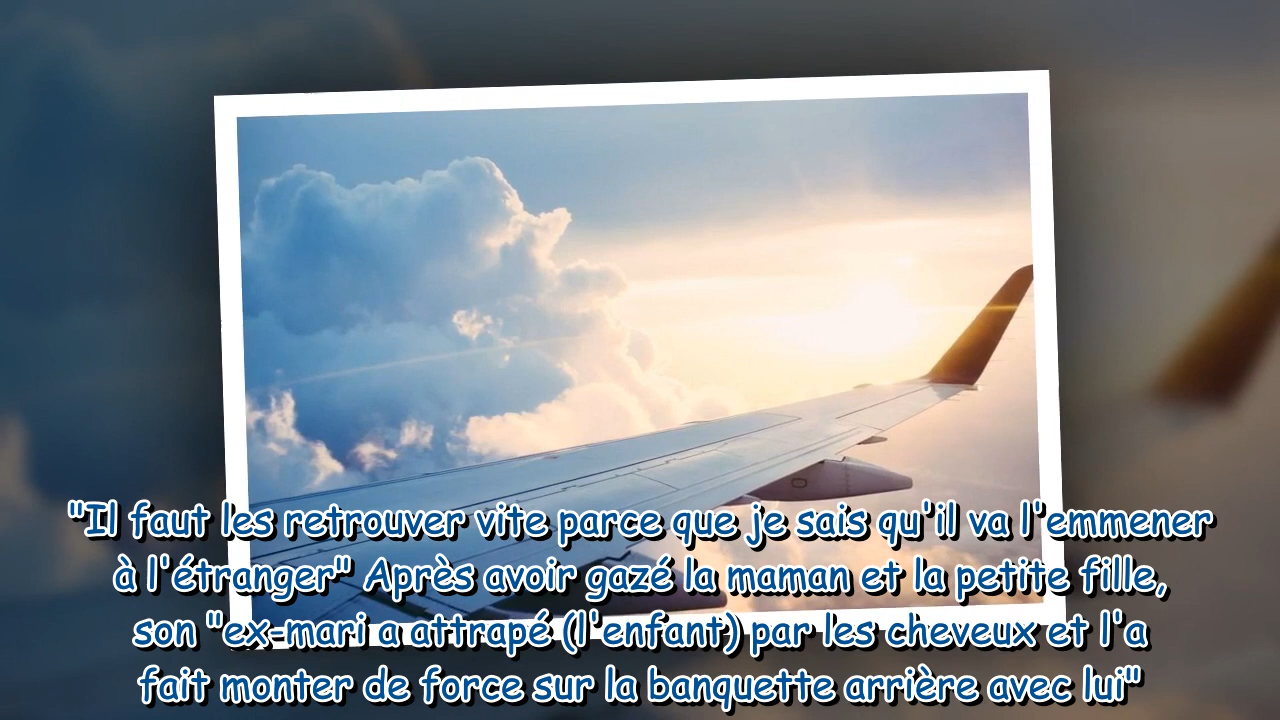 "Il faut les retrouver vite parce que je sais qu'il va l'emmener
à l'étranger" Après avoir gazé la maman et la petite fille,
son "ex-mari a attrapé (l'enfant) par les cheveux et l'a
fait monter de force sur la banquette arrière avec lui"